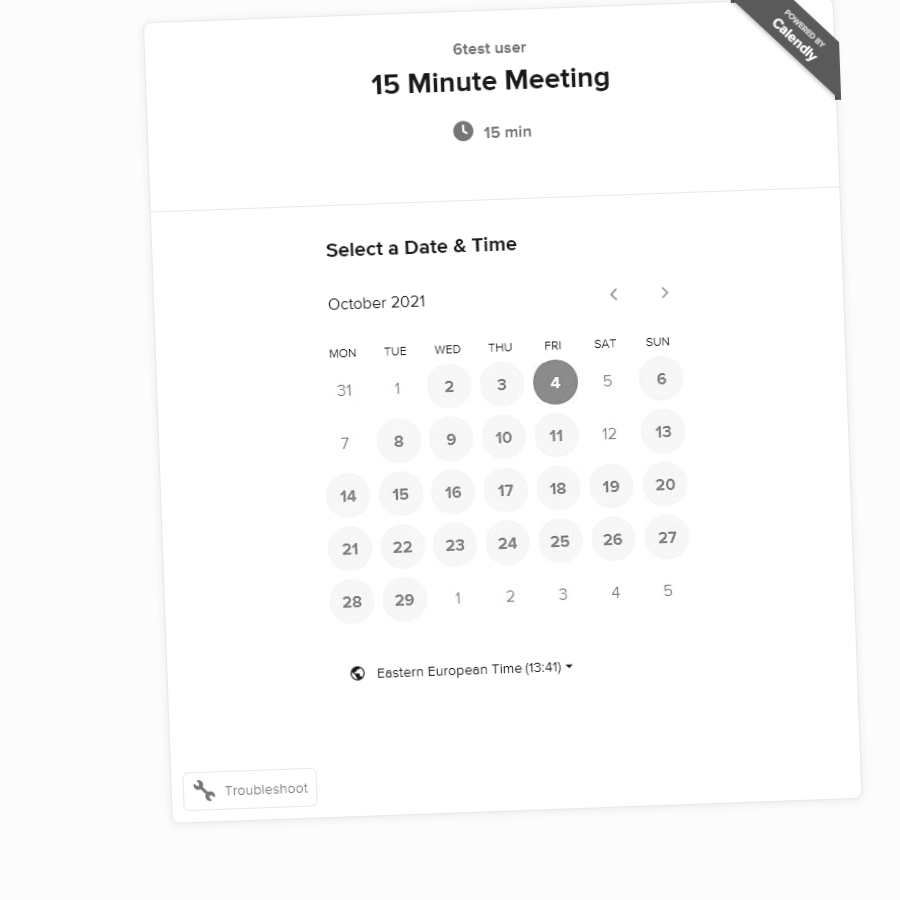 POWERED BY
Calendly
6test user
15 Minute Meeting
15 min
Select a Date & Time
October 2021
MON TUE WED THU FRI SAT SUN
31 1 2 3 4 5 6
7 8 9 10 11 12 13
14 15 16 17 18 19 20
21 22 23 24 25 26 27
28 29 1 2 3 4 5
Eastern European Time (13:41)
Troubleshoot